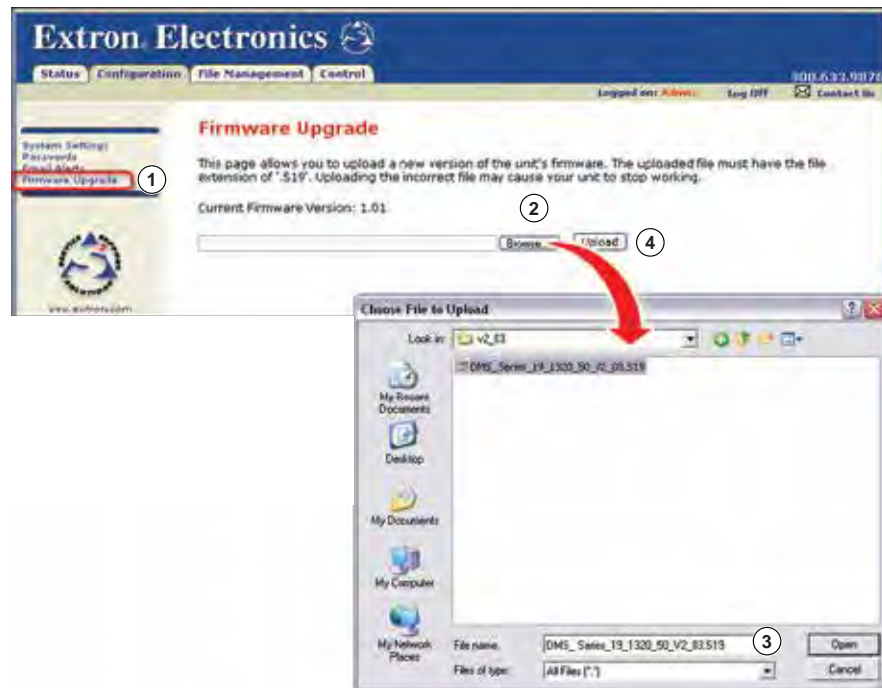 Extron Electronics
Status Configuration File Management Control
800.633.9876
Logged on: Admin Log Off Contact Us
System Settings
Passwords
Email Alerts
Firmware Upgrade
1
Firmware Upgrade
This page allows you to upload a new version of the unit's firmware. The uploaded file must have the file
extension of '.S19'. Uploading the incorrect file may cause your unit to stop working.
Current Firmware Version: 1.01
2
Browse... Upload 4
www.extron.com
Choose File to Upload
Look in: v2_03
DMS_Series_19_1320_50_V2_03.S19
My Recent
Documents
Desktop
My Documents
My Computer
My Network
Places
File name: DMS_ Series_19_1320_50_V2_03.S19 3 Open
Files of type: All Files (*.*) Cancel